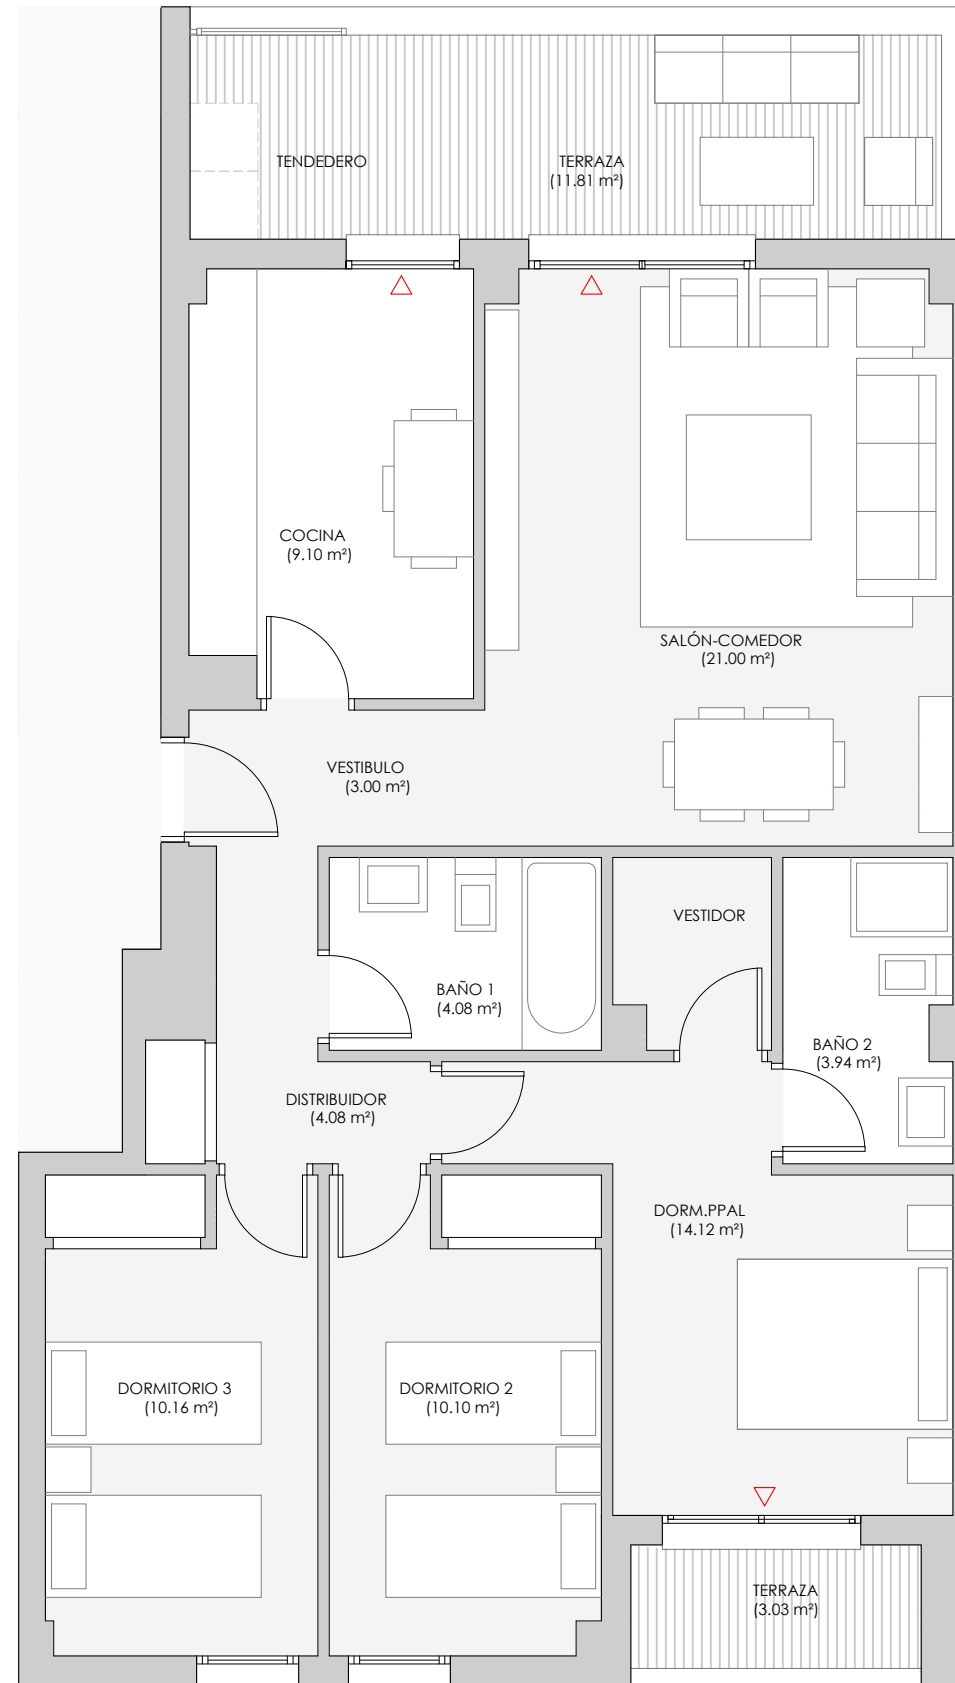 TENDEDERO
TERRAZA
(11.81 m²)
COCINA
(9.10 m²)
SALÓN-COMEDOR
(21.00 m²)
VESTIBULO
(3.00 m²)
VESTIDOR
BAÑO 1
(4.08 m²)
BAÑO 2
(3.94 m²)
DISTRIBUIDOR
(4.08 m²)
DORM.PPAL
(14.12 m²)
DORMITORIO 3
(10.16 m²)
DORMITORIO 2
(10.10 m²)
TERRAZA
(3.03 m²)